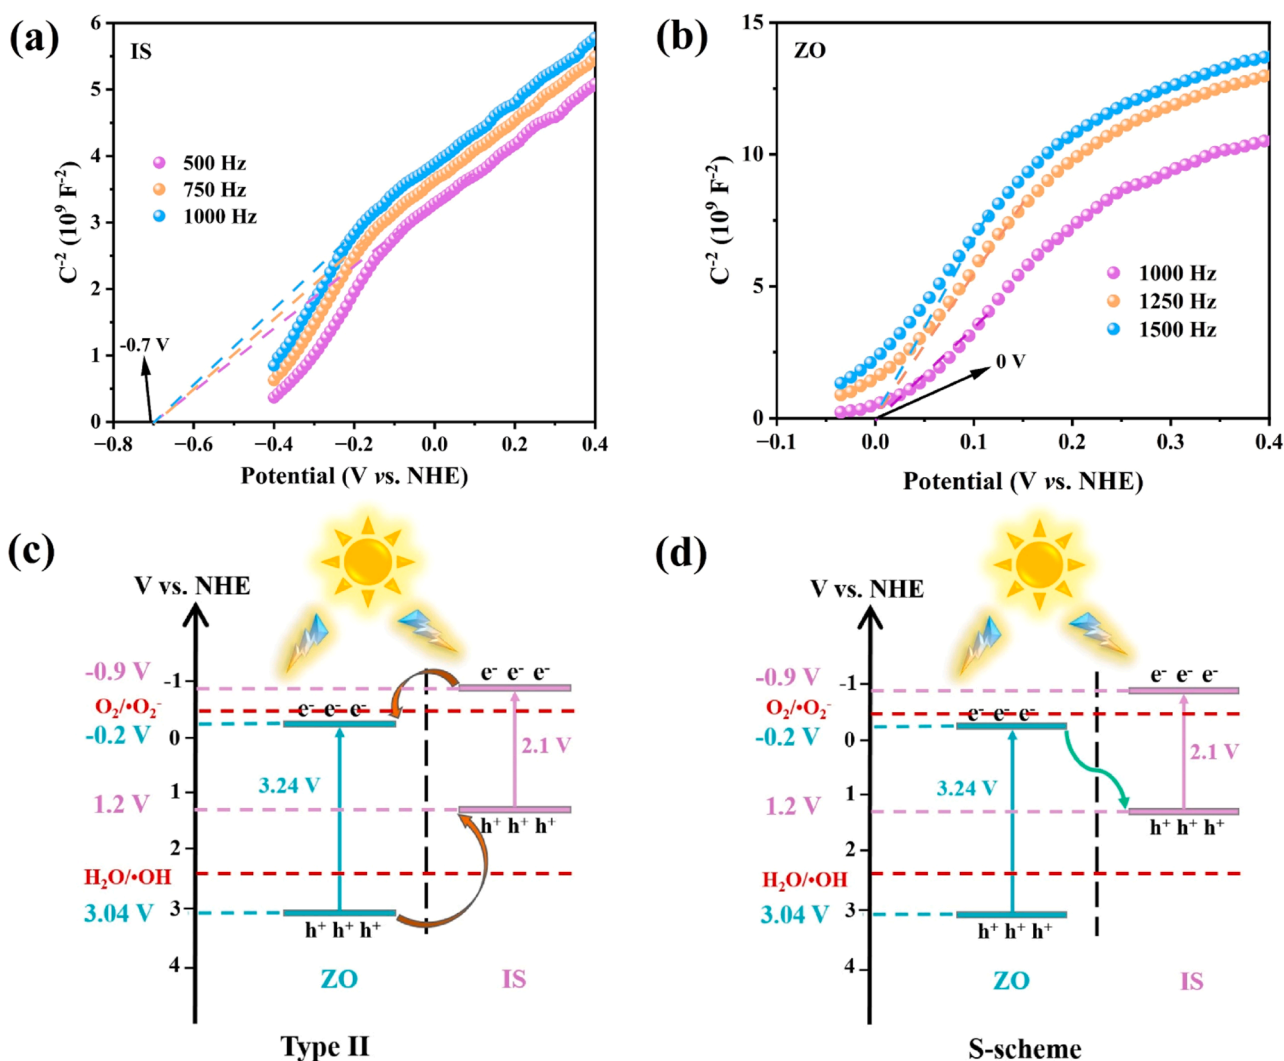 (a)
IS
C⁻² (10⁹ F⁻²)
6
5
4
3
2
1
0
500 Hz
750 Hz
1000 Hz
-0.7 V
−0.8 −0.6 −0.4 −0.2 0.0 0.2 0.4
Potential (V vs. NHE)
(b)
ZO
C⁻² (10⁹ F⁻²)
15
10
5
0
1000 Hz
1250 Hz
1500 Hz
0 V
−0.1 0.0 0.1 0.2 0.3 0.4
Potential (V vs. NHE)
(c)
V vs. NHE
-0.9 V
-1
e⁻ e⁻ e⁻
O₂/•O₂⁻
e⁻ e⁻ e⁻
-0.2 V
0
2.1 V
3.24 V
1.2 V
1
h⁺ h⁺ h⁺
2
H₂O/•OH
3.04 V
3
h⁺ h⁺ h⁺
4
ZO
IS
Type II
(d)
V vs. NHE
-0.9 V
-1
e⁻ e⁻ e⁻
O₂/•O₂⁻
e⁻ e⁻ e⁻
-0.2 V
0
2.1 V
3.24 V
1.2 V
1
h⁺ h⁺ h⁺
2
H₂O/•OH
3.04 V
3
h⁺ h⁺ h⁺
4
ZO
IS
S-scheme